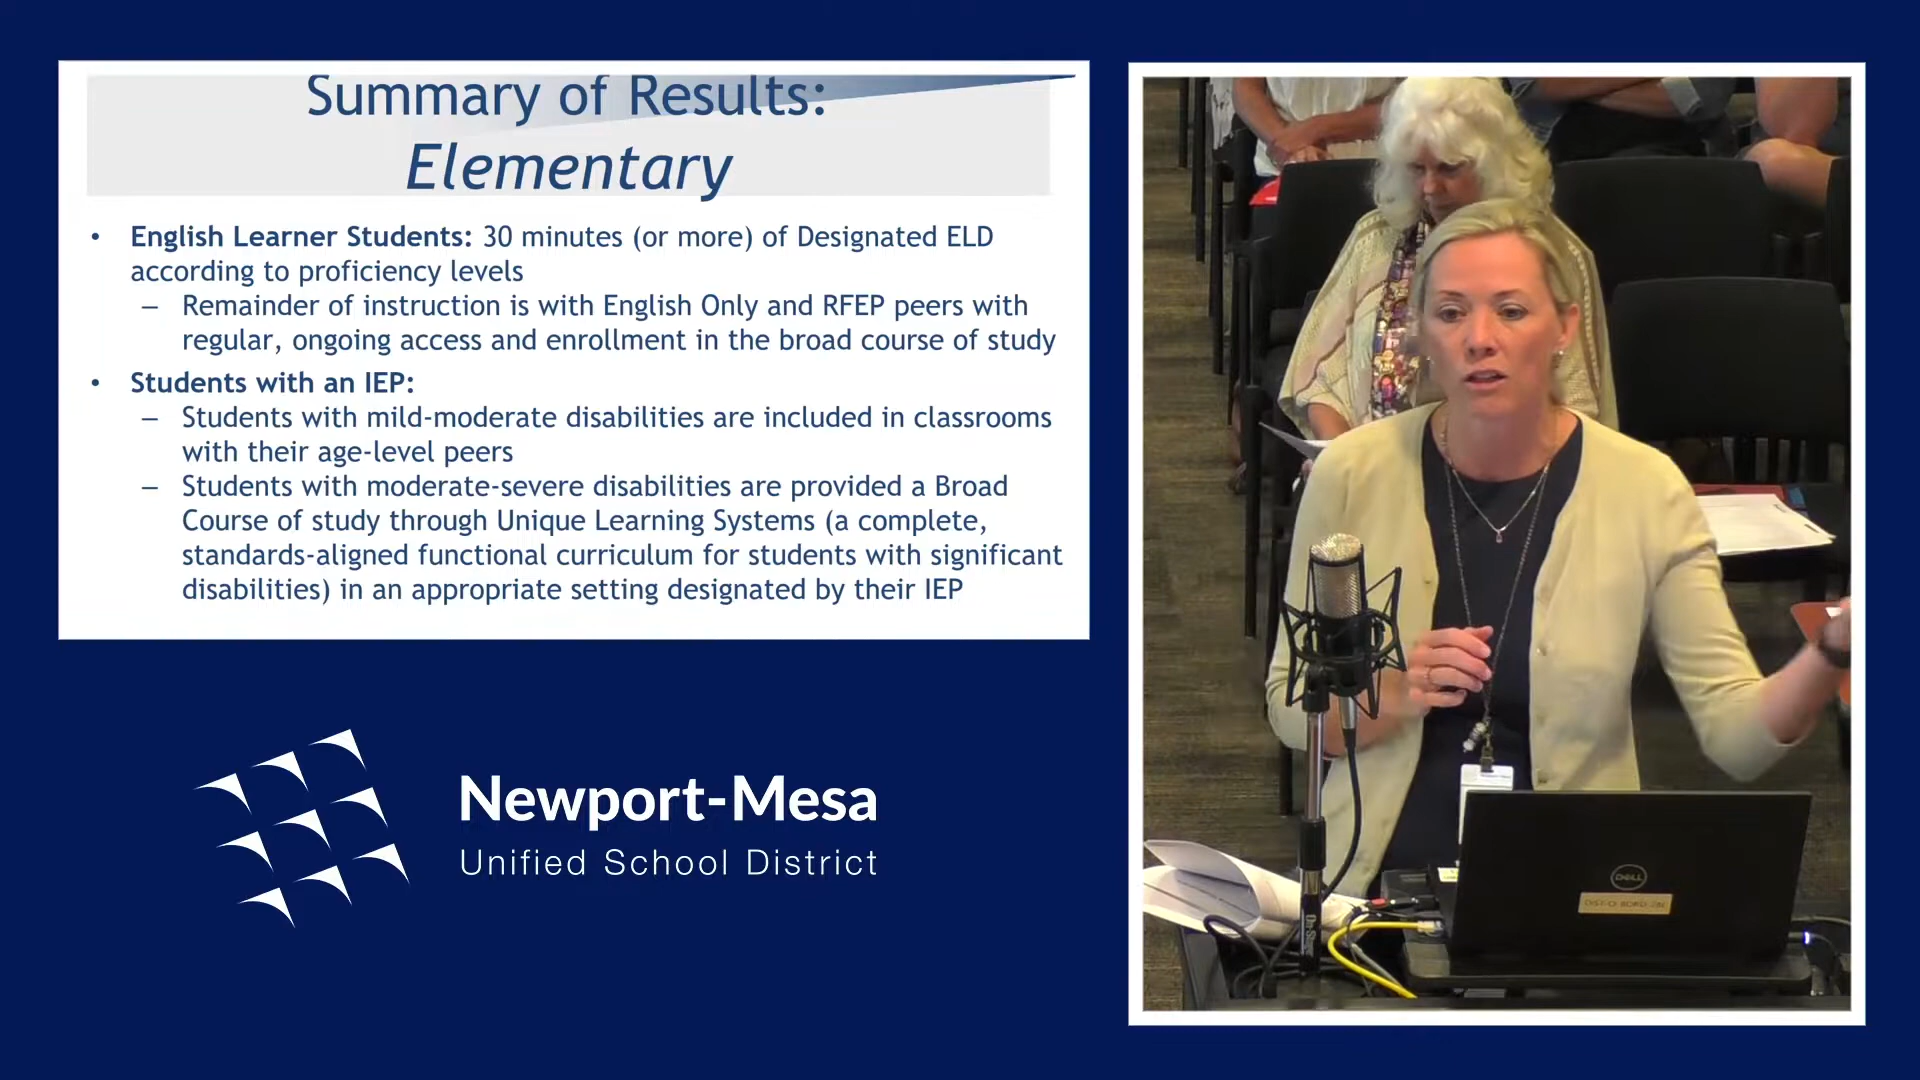 Summary of Results:
Elementary
• English Learner Students: 30 minutes (or more) of Designated ELD
according to proficiency levels
– Remainder of instruction is with English Only and RFEP peers with
regular, ongoing access and enrollment in the broad course of study
• Students with an IEP:
– Students with mild-moderate disabilities are included in classrooms
with their age-level peers
– Students with moderate-severe disabilities are provided a Broad
Course of study through Unique Learning Systems (a complete,
standards-aligned functional curriculum for students with significant
disabilities) in an appropriate setting designated by their IEP
Newport-Mesa
Unified School District
DELL
On-Stage